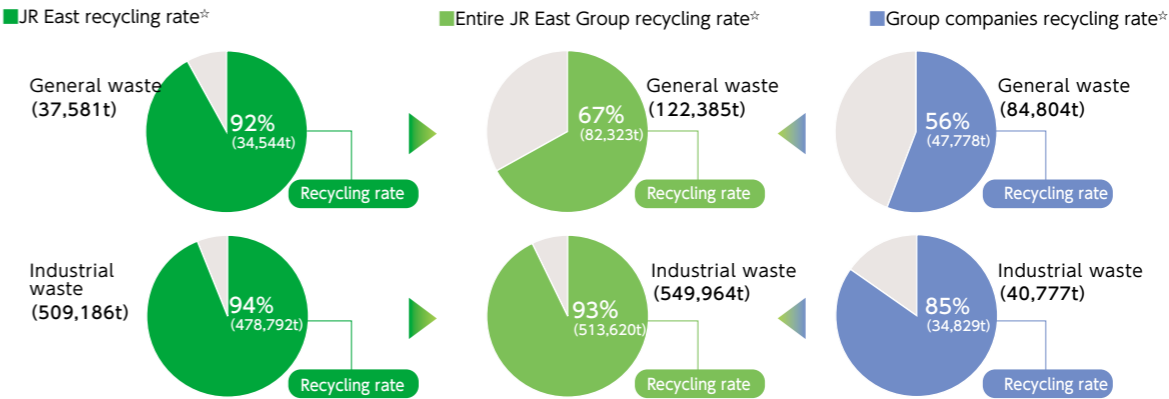 ■JR East recycling rate☆
■Entire JR East Group recycling rate☆
■Group companies recycling rate☆
General waste
(37,581t)
92%
(34,544t)
Recycling rate
General waste
(122,385t)
67%
(82,323t)
Recycling rate
General waste
(84,804t)
56%
(47,778t)
Recycling rate
Industrial
waste
(509,186t)
94%
(478,792t)
Recycling rate
Industrial waste
(549,964t)
93%
(513,620t)
Recycling rate
Industrial waste
(40,777t)
85%
(34,829t)
Recycling rate